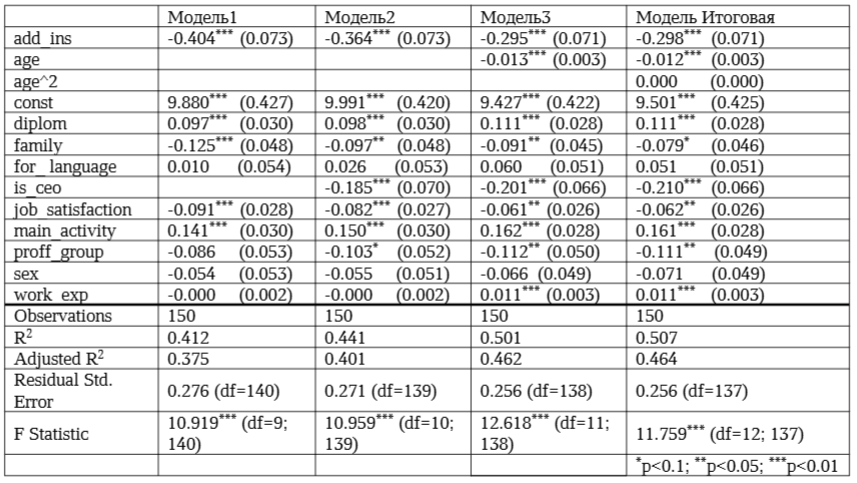 Модель1 Модель2 Модель3 Модель Итоговая
add_ins -0.404*** (0.073) -0.364*** (0.073) -0.295*** (0.071) -0.298*** (0.071)
age -0.013*** (0.003) -0.012*** (0.003)
age^2 0.000 (0.000)
const 9.880*** (0.427) 9.991*** (0.420) 9.427*** (0.422) 9.501*** (0.425)
diplom 0.097*** (0.030) 0.098*** (0.030) 0.111*** (0.028) 0.111*** (0.028)
family -0.125*** (0.048) -0.097** (0.048) -0.091** (0.045) -0.079* (0.046)
for_ language 0.010 (0.054) 0.026 (0.053) 0.060 (0.051) 0.051 (0.051)
is_ceo -0.185*** (0.070) -0.201*** (0.066) -0.210*** (0.066)
job_satisfaction -0.091*** (0.028) -0.082*** (0.027) -0.061** (0.026) -0.062** (0.026)
main_activity 0.141*** (0.030) 0.150*** (0.030) 0.162*** (0.028) 0.161*** (0.028)
proff_group -0.086 (0.053) -0.103* (0.052) -0.112** (0.050) -0.111** (0.049)
sex -0.054 (0.053) -0.055 (0.051) -0.066 (0.049) -0.071 (0.049)
work_exp -0.000 (0.002) -0.000 (0.002) 0.011*** (0.003) 0.011*** (0.003)
Observations 150 150 150 150
R² 0.412 0.441 0.501 0.507
Adjusted R² 0.375 0.401 0.462 0.464
Residual Std.
Error 0.276 (df=140) 0.271 (df=139) 0.256 (df=138) 0.256 (df=137)
F Statistic 10.919*** (df=9; 10.959*** (df=10; 12.618*** (df=11; 11.759*** (df=12; 137)
140) 139) 138)
*p<0.1; **p<0.05; ***p<0.01